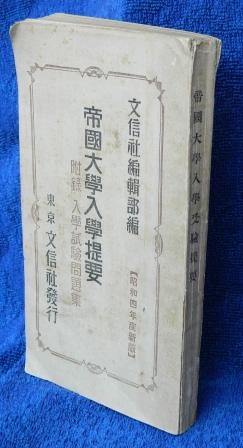 文信社編輯部編
【昭和四年度新版】
帝國大學入學提要
附錄 入學試驗問題集
東京 文信社發行
帝國大學入學受驗提要